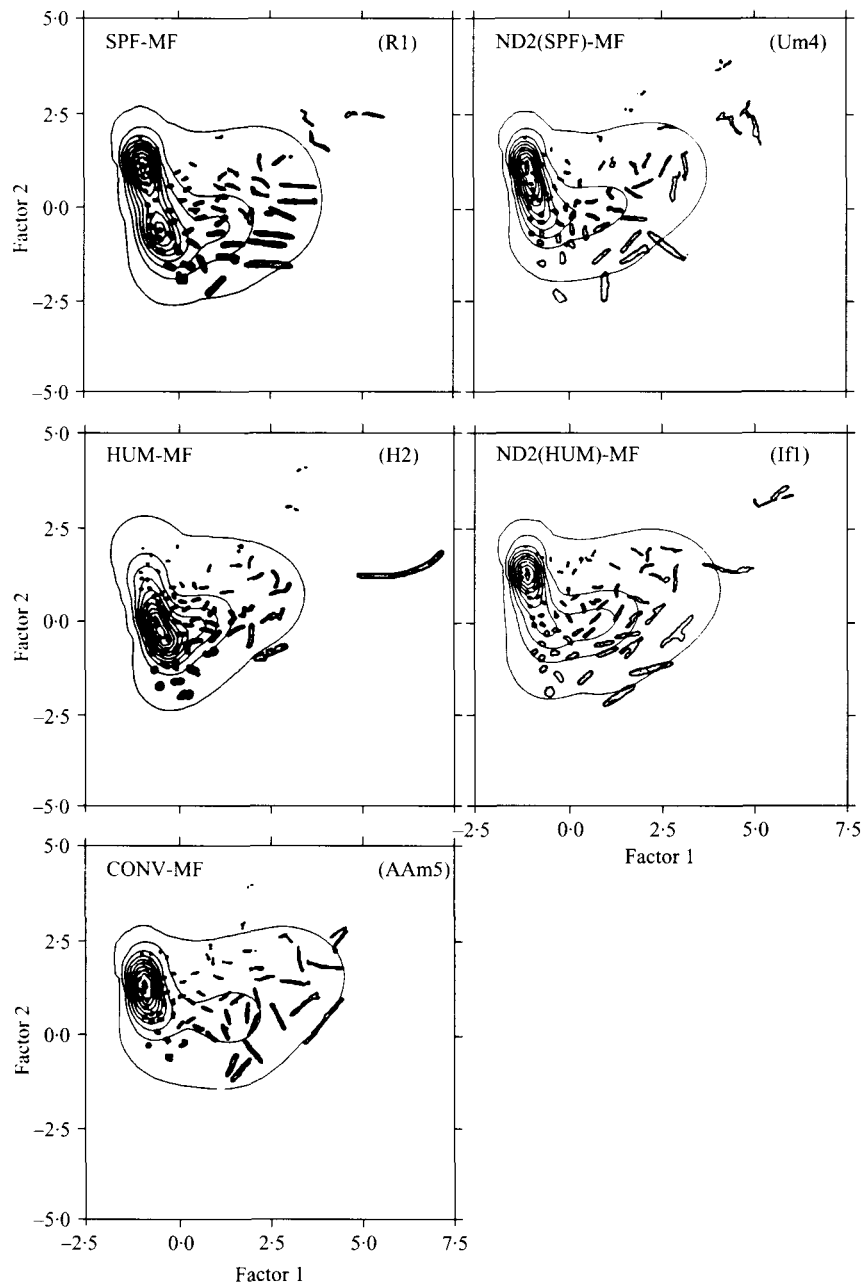 5·0
SPF-MF (R1)
ND2(SPF)-MF (Um4)
2·5
Factor 2
0·0
−2·5
−5·0
5·0
HUM-MF (H2)
ND2(HUM)-MF (If1)
2·5
Factor 2
0·0
−2·5
−5·0
−2·5 0·0 2·5 5·0 7·5
Factor 1
5·0
CONV-MF (AAm5)
2·5
Factor 2
0·0
−2·5
−5·0
−2·5 0·0 2·5 5·0 7·5
Factor 1